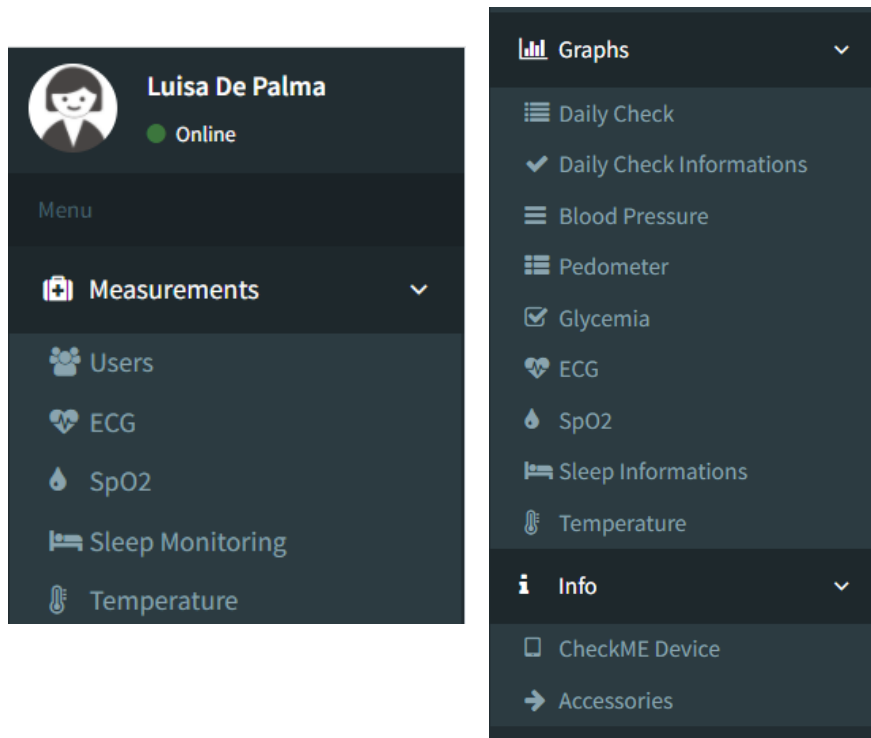 Luisa De Palma
Online
Menu
Measurements
Users
ECG
SpO2
Sleep Monitoring
Temperature
Graphs
Daily Check
Daily Check Informations
Blood Pressure
Pedometer
Glycemia
ECG
SpO2
Sleep Informations
Temperature
Info
CheckME Device
Accessories